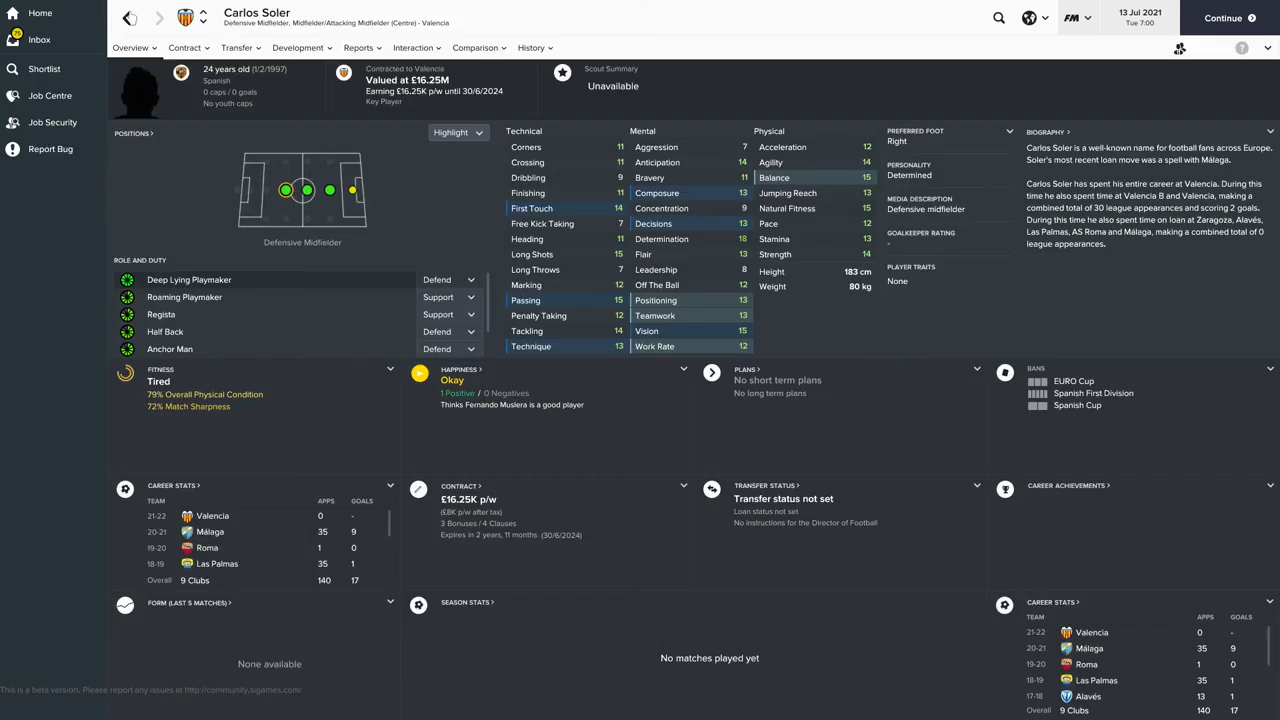 Home
Inbox
75
Shortlist
Job Centre
Job Security
Report Bug
Carlos Soler
Defensive Midfielder, Midfielder/Attacking Midfielder (Centre) - Valencia
FM
13 Jul 2021
Tue 7:00
Continue
Overview
Contract
Transfer
Development
Reports
Interaction
Comparison
History
24 years old (1/2/1997)
Spanish
0 caps / 0 goals
No youth caps
Contracted to Valencia
Valued at £16.25M
Earning £16.25K p/w until 30/6/2024
Key Player
Scout Summary
Unavailable
POSITIONS
Highlight
Defensive Midfielder
ROLE AND DUTY
Deep Lying Playmaker Defend
Roaming Playmaker Support
Regista Support
Half Back Defend
Anchor Man Defend
Technical
Corners 11
Crossing 11
Dribbling 9
Finishing 11
First Touch 14
Free Kick Taking 7
Heading 11
Long Shots 15
Long Throws 7
Marking 12
Passing 15
Penalty Taking 12
Tackling 14
Technique 13
Mental
Aggression 7
Anticipation 14
Bravery 11
Composure 13
Concentration 9
Decisions 13
Determination 18
Flair 13
Leadership 8
Off The Ball 12
Positioning 13
Teamwork 13
Vision 15
Work Rate 12
Physical
Acceleration 12
Agility 14
Balance 15
Jumping Reach 13
Natural Fitness 15
Pace 12
Stamina 13
Strength 14
Height 183 cm
Weight 80 kg
PREFERRED FOOT
Right
PERSONALITY
Determined
MEDIA DESCRIPTION
Defensive midfielder
GOALKEEPER RATING
-
PLAYER TRAITS
None
BIOGRAPHY
Carlos Soler is a well-known name for football fans across Europe.
Soler's most recent loan move was a spell with Málaga.
Carlos Soler has spent his entire career at Valencia. During this
time he also spent time at Valencia B and Valencia, making a
combined total of 30 league appearances and scoring 2 goals.
During this time he also spent time on loan at Zaragoza, Alavés,
Las Palmas, AS Roma and Málaga, making a combined total of 0
league appearances.
FITNESS
Tired
79% Overall Physical Condition
72% Match Sharpness
HAPPINESS
Okay
1 Positive / 0 Negatives
Thinks Fernando Muslera is a good player
PLANS
No short term plans
No long term plans
BANS
EURO Cup
Spanish First Division
Spanish Cup
CAREER STATS
TEAM APPS GOALS
21-22 Valencia 0 -
20-21 Málaga 35 9
19-20 Roma 1 0
18-19 Las Palmas 35 1
Overall 9 Clubs 140 17
CONTRACT
£16.25K p/w
(£8K p/w after tax)
3 Bonuses / 4 Clauses
Expires in 2 years, 11 months (30/6/2024)
TRANSFER STATUS
Transfer status not set
Loan status not set
No instructions for the Director of Football
CAREER ACHIEVEMENTS
FORM (LAST 5 MATCHES)
None available
SEASON STATS
No matches played yet
CAREER STATS
TEAM APPS GOALS
21-22 Valencia 0 -
20-21 Málaga 35 9
19-20 Roma 1 0
18-19 Las Palmas 35 1
17-18 Alavés 13 1
Overall 9 Clubs 140 17
This is a beta version. Please report any issues at http://community.sigames.com/